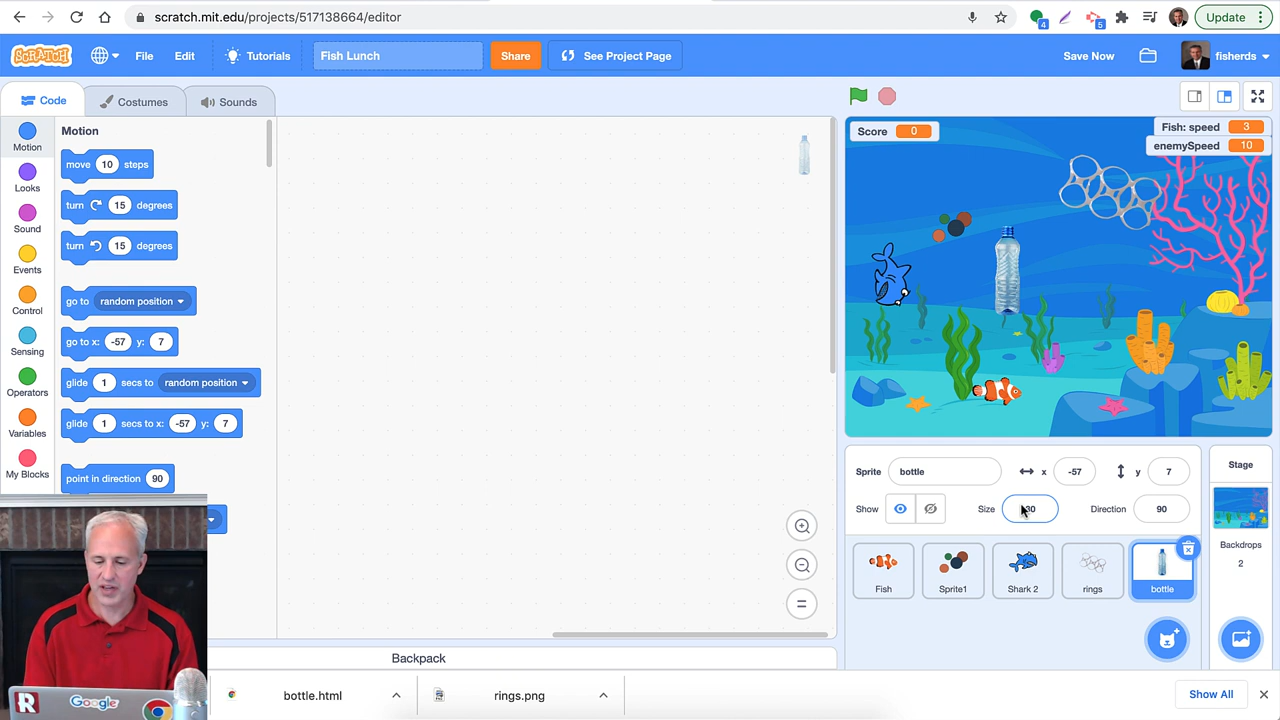 scratch.mit.edu/projects/517138664/editor
4
5
Update
SCRATCH
File
Edit
Tutorials
Fish Lunch
Share
See Project Page
Save Now
fisherds
Code
Costumes
Sounds
Motion
Looks
Sound
Events
Control
Sensing
Operators
Variables
My Blocks
Motion
move 10 steps
turn 15 degrees
turn 15 degrees
go to random position
go to x: -57 y: 7
glide 1 secs to random position
glide 1 secs to x: -57 y: 7
point in direction 90
Score 0
Fish: speed 3
enemySpeed 10
Sprite bottle x -57 y 7
Show Size Direction 90
Fish
Sprite1
Shark 2
rings
bottle
Stage
Backdrops
2
Backpack
bottle.html
rings.png
Show All
R
Google